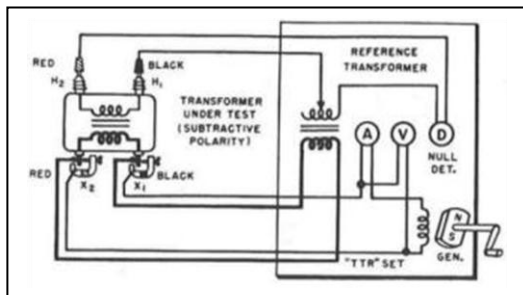 RED
BLACK
H2
H1
REFERENCE
TRANSFORMER
TRANSFORMER
UNDER TEST
(SUBTRACTIVE
POLARITY)
A
V
D
NULL
DET.
RED
X2
X1
BLACK
N
S
GEN.
"TTR" SET